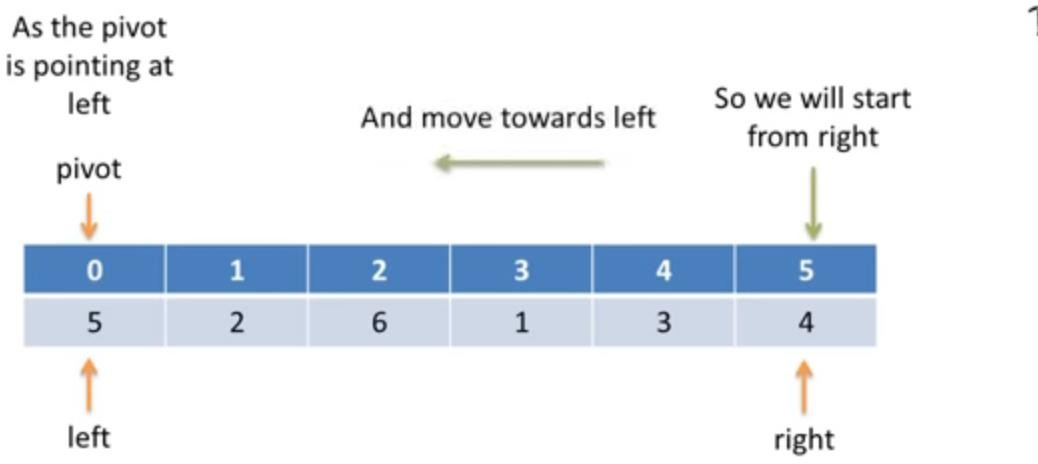 As the pivot
is pointing at
left
And move towards left
So we will start
from right
pivot
0 1 2 3 4 5
5 2 6 1 3 4
left
right